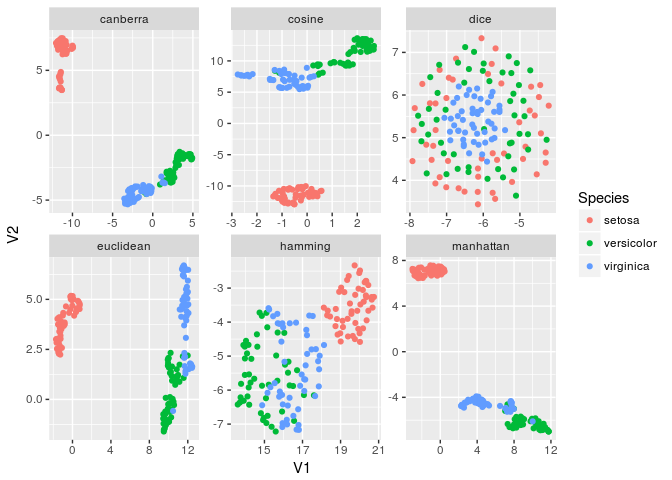 canberra cosine dice
5
0
-5
-10 -5 0 5
10
5
0
-5
-10
-3 -2 -1 0 1 2
7
6
5
4
-8 -7 -6 -5
euclidean hamming manhattan
5.0
2.5
0.0
0 4 8 12
-3
-4
-5
-6
-7
15 17 19 21
8
4
0
-4
0 4 8 12
V1
V2
Species
setosa
versicolor
virginica